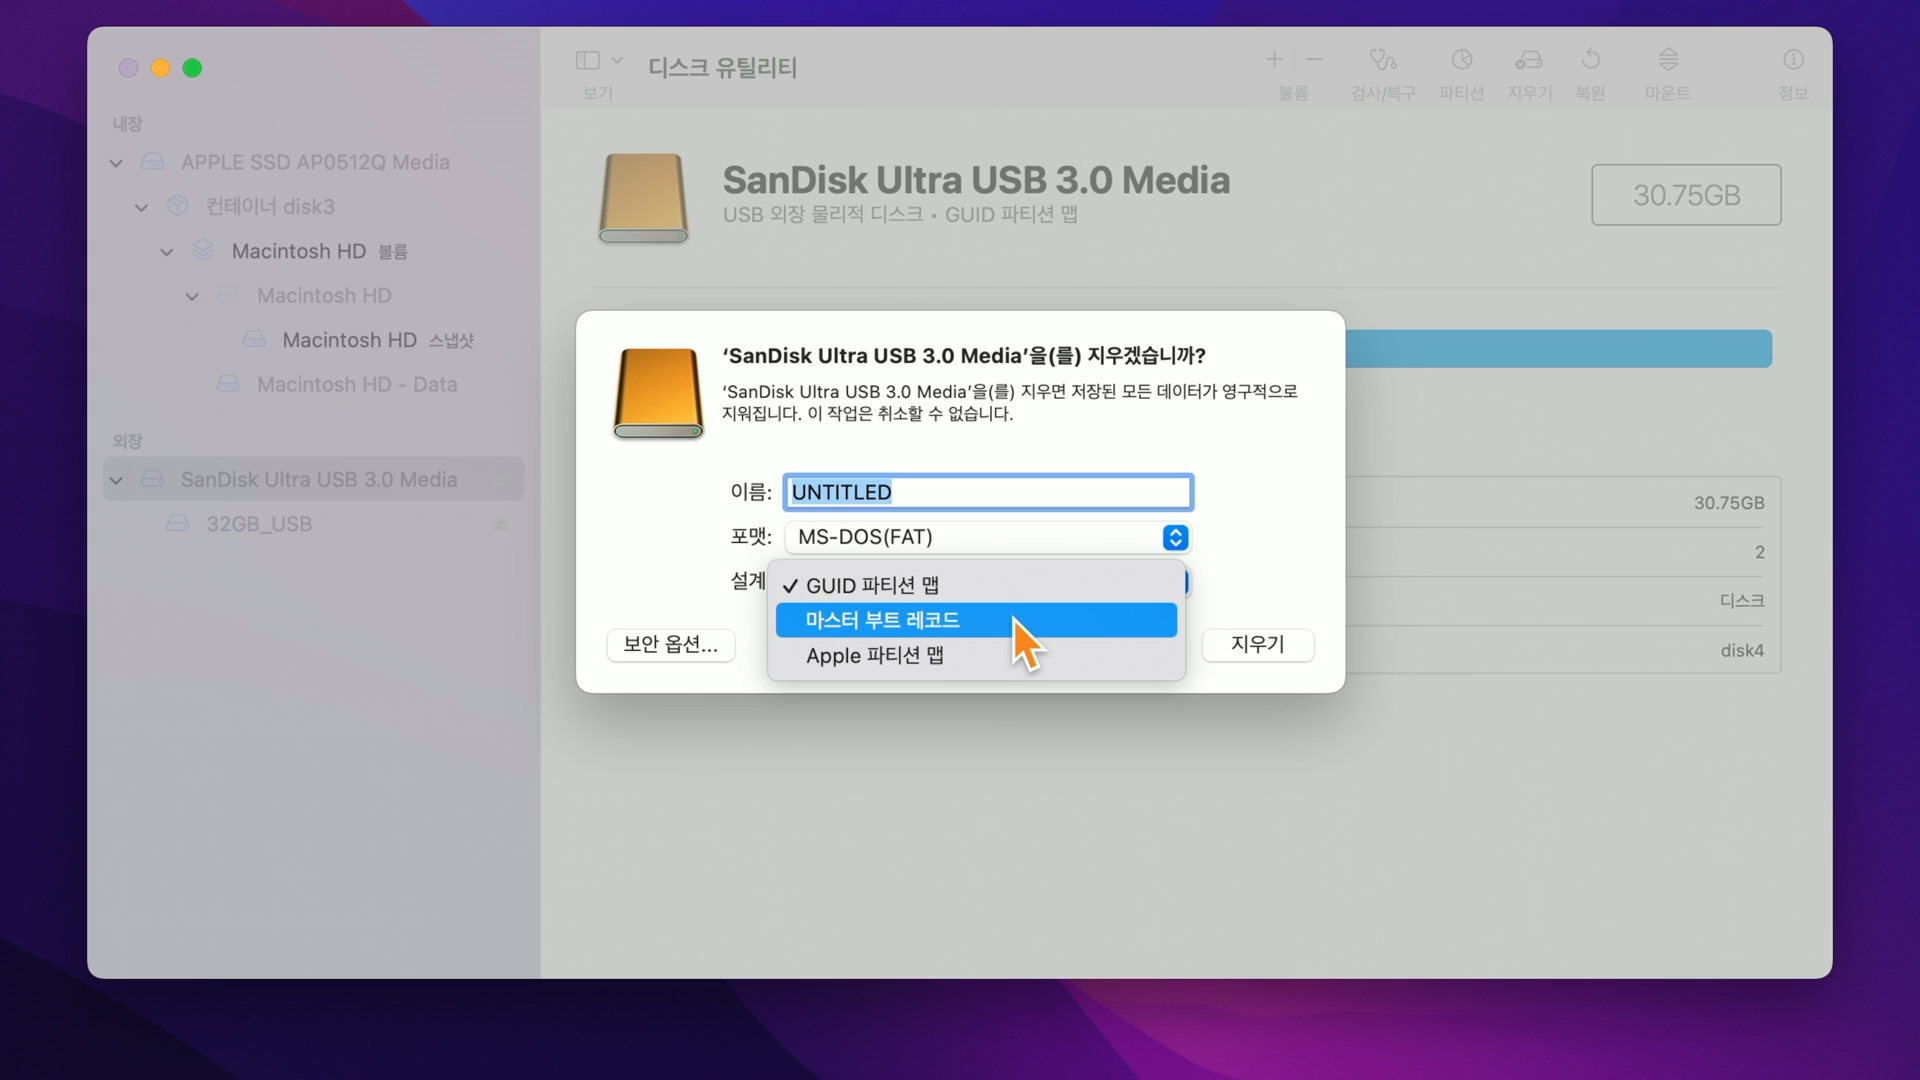 디스크 유틸리티
보기
볼륨
검사/복구
파티션
지우기
복원
마운트
정보
내장
APPLE SSD AP0512Q Media
컨테이너 disk3
Macintosh HD 볼륨
Macintosh HD
Macintosh HD 스냅샷
Macintosh HD - Data
외장
SanDisk Ultra USB 3.0 Media
32GB_USB
SanDisk Ultra USB 3.0 Media
USB 외장 물리적 디스크 • GUID 파티션 맵
30.75GB
‘SanDisk Ultra USB 3.0 Media’을(를) 지우겠습니까?
‘SanDisk Ultra USB 3.0 Media’을(를) 지우면 저장된 모든 데이터가 영구적으로
지워집니다. 이 작업은 취소할 수 없습니다.
이름: UNTITLED
포맷: MS-DOS(FAT)
설계
✓ GUID 파티션 맵
마스터 부트 레코드
Apple 파티션 맵
보안 옵션...
지우기
30.75GB
2
디스크
disk4